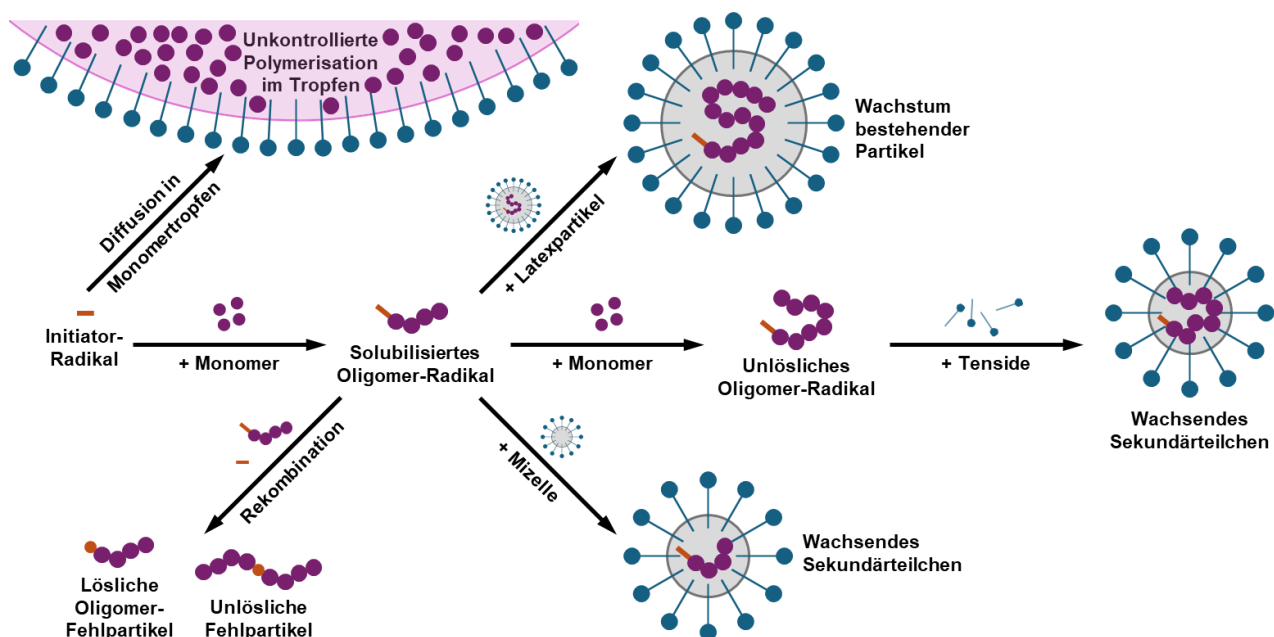 Unkontrollierte
Polymerisation
im Tropfen
Wachstum
bestehender
Partikel
Diffusion in
Monomertropfen
+ Latexpartikel
Initiator-
Radikal
+ Monomer
Solubilisiertes
Oligomer-Radikal
+ Monomer
Unlösliches
Oligomer-Radikal
+ Tenside
Wachsendes
Sekundärteilchen
Rekombination
+ Mizelle
Wachsendes
Sekundärteilchen
Lösliche
Oligomer-
Fehlpartikel
Unlösliche
Fehlpartikel